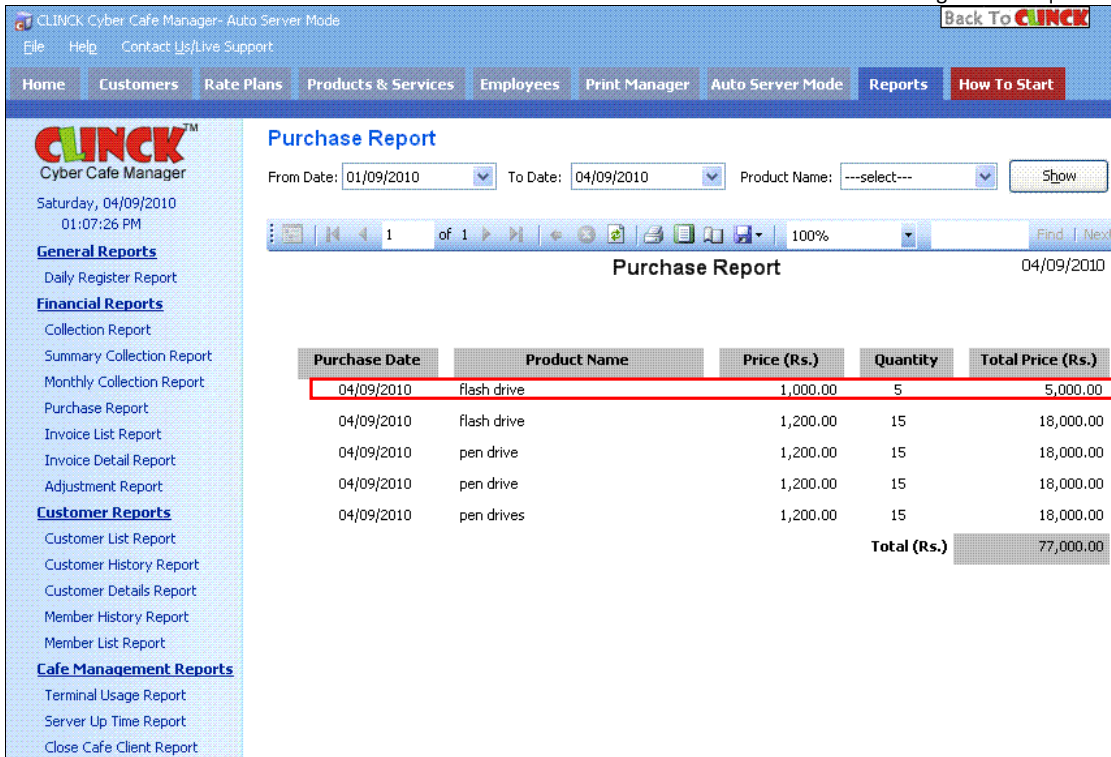 Back To CLINCK
CLINCK Cyber Cafe Manager- Auto Server Mode
File Help Contact Us/Live Support
Home Customers Rate Plans Products & Services Employees Print Manager Auto Server Mode Reports How To Start
CLINCK™
Cyber Cafe Manager
Saturday, 04/09/2010
01:07:26 PM
General Reports
Daily Register Report
Financial Reports
Collection Report
Summary Collection Report
Monthly Collection Report
Purchase Report
Invoice List Report
Invoice Detail Report
Adjustment Report
Customer Reports
Customer List Report
Customer History Report
Customer Details Report
Member History Report
Member List Report
Cafe Management Reports
Terminal Usage Report
Server Up Time Report
Close Cafe Client Report
Purchase Report
From Date: 01/09/2010 To Date: 04/09/2010 Product Name: ---select--- Show
1 of 1 100% Find | Next
Purchase Report 04/09/2010
Purchase Date Product Name Price (Rs.) Quantity Total Price (Rs.)
04/09/2010 flash drive 1,000.00 5 5,000.00
04/09/2010 flash drive 1,200.00 15 18,000.00
04/09/2010 pen drive 1,200.00 15 18,000.00
04/09/2010 pen drive 1,200.00 15 18,000.00
04/09/2010 pen drives 1,200.00 15 18,000.00
Total (Rs.) 77,000.00